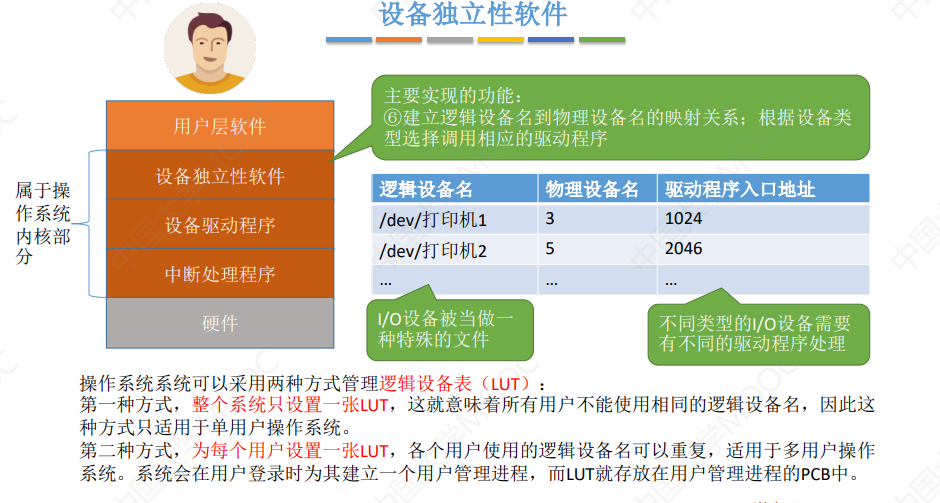 设备独立性软件
主要实现的功能：
⑥建立逻辑设备名到物理设备名的映射关系；根据设备类
型选择调用相应的驱动程序
用户层软件
设备独立性软件
设备驱动程序
中断处理程序
硬件
属于操
作系统
内核部
分
逻辑设备名 物理设备名 驱动程序入口地址
/dev/打印机1 3 1024
/dev/打印机2 5 2046
... ... ...
I/O设备被当做一
种特殊的文件
不同类型的I/O设备需要
有不同的驱动程序处理
操作系统系统可以采用两种方式管理逻辑设备表（LUT）：
第一种方式，整个系统只设置一张LUT，这就意味着所有用户不能使用相同的逻辑设备名，因此这
种方式只适用于单用户操作系统。
第二种方式，为每个用户设置一张LUT，各个用户使用的逻辑设备名可以重复，适用于多用户操作
系统。系统会在用户登录时为其建立一个用户管理进程，而LUT就存放在用户管理进程的PCB中。